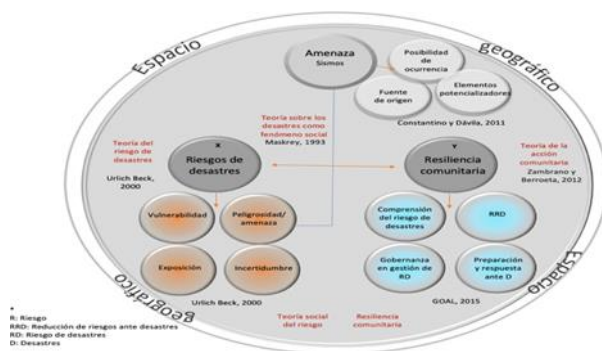 Espacio
geográfico
Amenaza
Sismos
Posibilidad
de
ocurrencia
Fuente
de origen
Elementos
potencializadores
Constantino y Dávila, 2011
Teoría sobre los
desastres como
fenómeno social
Maskrey, 1993
Teoría del
riesgo de
desastres
Urlich Beck,
2000
X
Riesgos de
desastres
Y
Resiliencia
comunitaria
Teoría de la
acción
comunitaria
Zambrano y
Berroeta, 2012
Vulnerabilidad
Peligrosidad/
amenaza
Exposición
Incertidumbre
Urlich Beck, 2000
Comprensión
del riesgo de
desastres
RRD
Gobernanza
en gestión de
RD
Preparación
y respuesta
ante D
GOAL, 2015
Teoría social
del riesgo
Resiliencia
comunitaria
geográfico
Espacio
*
R: Riesgo
RRD: Reducción de riesgos ante desastres
RD: Riesgo de desastres
D: Desastres